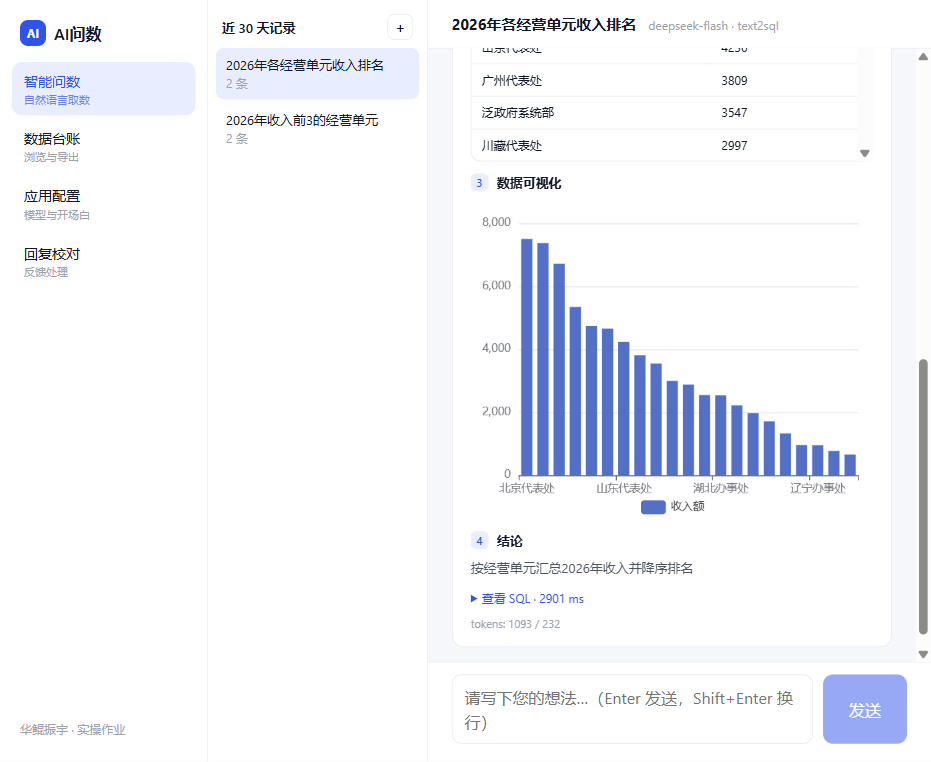 AI AI问数
智能问数
自然语言取数
数据台账
浏览与导出
应用配置
模型与开场白
回复校对
反馈处理
华鲲振宇 · 实操作业
近 30 天记录 +
2026年各经营单元收入排名
2 条
2026年收入前3的经营单元
2 条
2026年各经营单元收入排名 deepseek-flash · text2sql
山东代表处 4230
广州代表处 3809
泛政府系统部 3547
川藏代表处 2997
3 数据可视化
8,000
6,000
4,000
2,000
0
北京代表处 山东代表处 湖北办事处 辽宁办事处
收入额
4 结论
按经营单元汇总2026年收入并降序排名
▶ 查看 SQL · 2901 ms
tokens: 1093 / 232
请写下您的想法...（Enter 发送，Shift+Enter 换
行）
发送